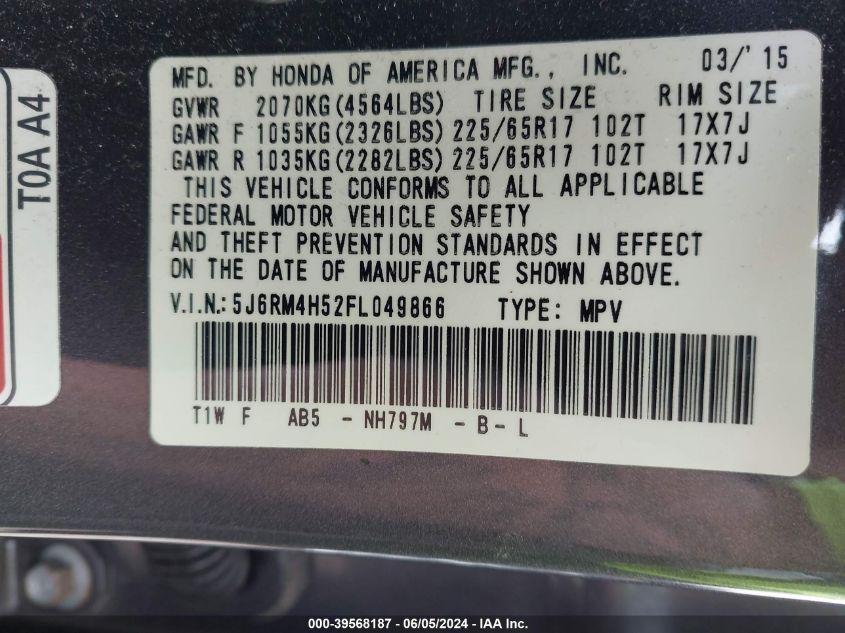 T0A A4
MFD. BY HONDA OF AMERICA MFG., INC. 03/'15
GVWR 2070KG(4564LBS) TIRE SIZE RIM SIZE
GAWR F 1055KG(2326LBS) 225/65R17 102T 17X7J
GAWR R 1035KG(2282LBS) 225/65R17 102T 17X7J
THIS VEHICLE CONFORMS TO ALL APPLICABLE
FEDERAL MOTOR VEHICLE SAFETY
AND THEFT PREVENTION STANDARDS IN EFFECT
ON THE DATE OF MANUFACTURE SHOWN ABOVE.
V.I.N.: 5J6RM4H52FL049866 TYPE: MPV
T1W F AB5 - NH797M - B - L
000-39568187 - 06/05/2024 - IAA Inc.